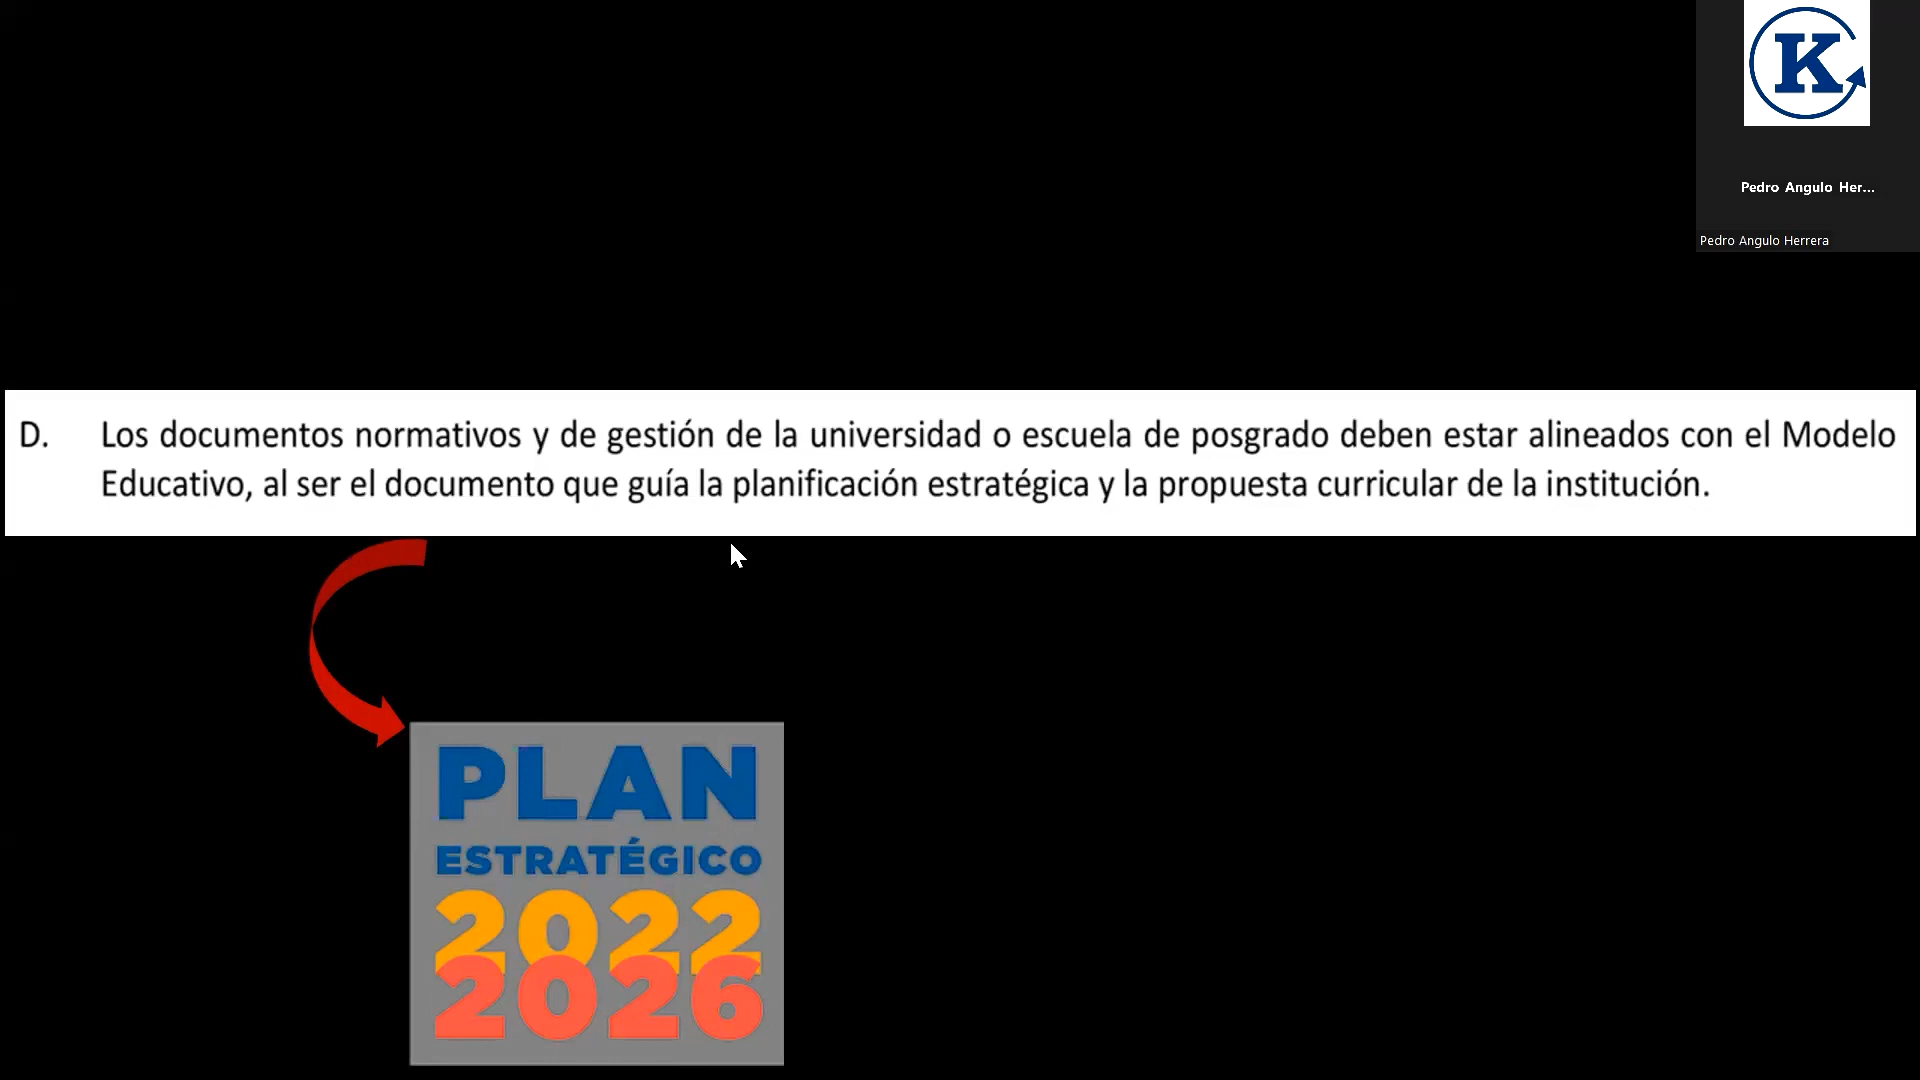 K
Pedro Angulo Her...
Pedro Angulo Herrera
D. Los documentos normativos y de gestión de la universidad o escuela de posgrado deben estar alineados con el Modelo
Educativo, al ser el documento que guía la planificación estratégica y la propuesta curricular de la institución.
PLAN
ESTRATÉGICO
2022
2026